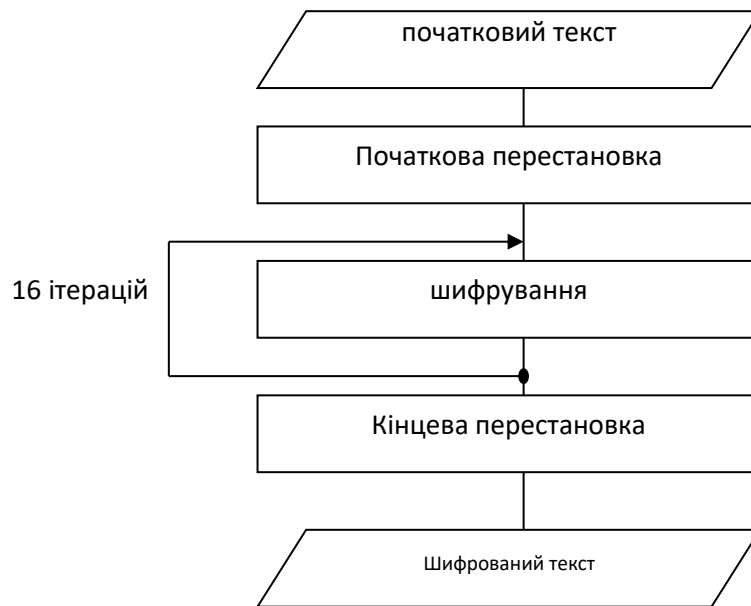 початковий текст
Початкова перестановка
16 ітерацій
шифрування
Кінцева перестановка
Шифрований текст